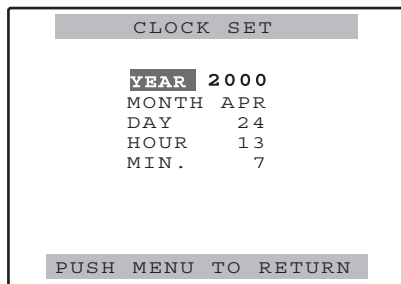 CLOCK SET
YEAR 2000
MONTH APR
DAY 24
HOUR 13
MIN. 7
PUSH MENU TO RETURN